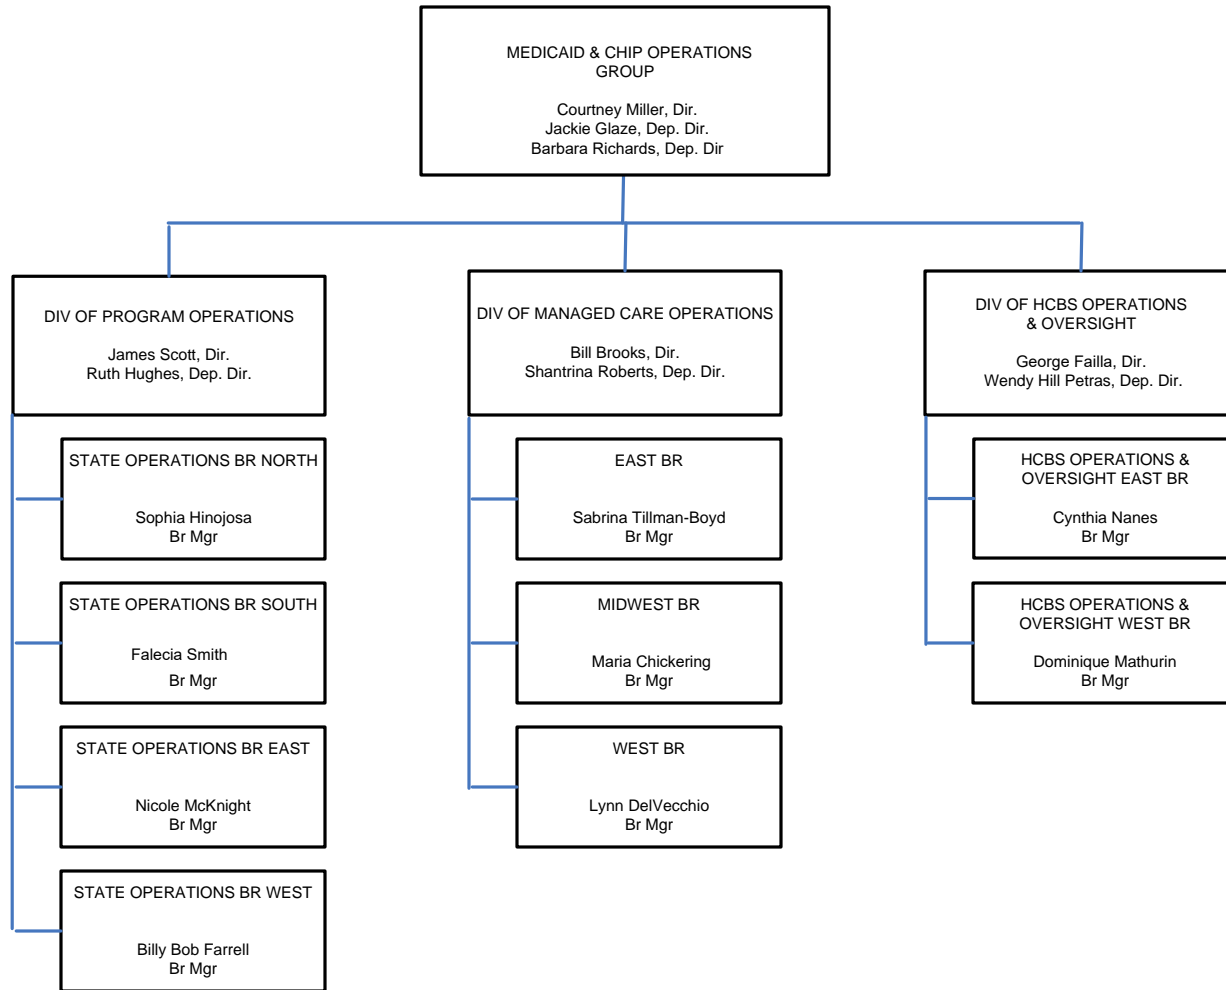 MEDICAID & CHIP OPERATIONS
GROUP
Courtney Miller, Dir.
Jackie Glaze, Dep. Dir.
Barbara Richards, Dep. Dir
DIV OF PROGRAM OPERATIONS
James Scott, Dir.
Ruth Hughes, Dep. Dir.
STATE OPERATIONS BR NORTH
Sophia Hinojosa
Br Mgr
STATE OPERATIONS BR SOUTH
Falecia Smith
Br Mgr
STATE OPERATIONS BR EAST
Nicole McKnight
Br Mgr
STATE OPERATIONS BR WEST
Billy Bob Farrell
Br Mgr
DIV OF MANAGED CARE OPERATIONS
Bill Brooks, Dir.
Shantrina Roberts, Dep. Dir.
EAST BR
Sabrina Tillman-Boyd
Br Mgr
MIDWEST BR
Maria Chickering
Br Mgr
WEST BR
Lynn DelVecchio
Br Mgr
DIV OF HCBS OPERATIONS
& OVERSIGHT
George Failla, Dir.
Wendy Hill Petras, Dep. Dir.
HCBS OPERATIONS &
OVERSIGHT EAST BR
Cynthia Nanes
Br Mgr
HCBS OPERATIONS &
OVERSIGHT WEST BR
Dominique Mathurin
Br Mgr